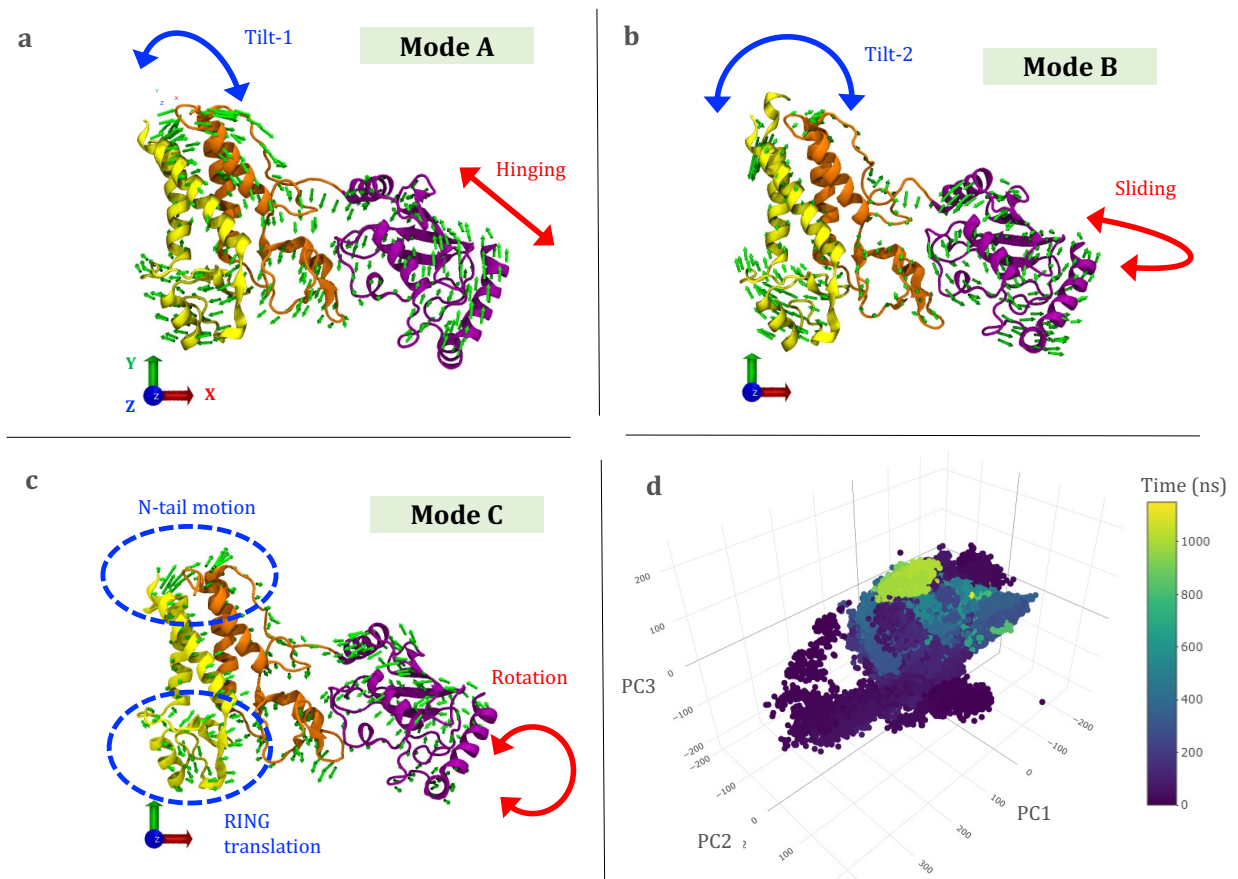 a
Tilt-1
Mode A
Hinging
Y
Z
X
Y
Z
X
Z
b
Tilt-2
Mode B
Sliding
Z
c
N-tail motion
Mode C
Rotation
RING
translation
Z
d
Time (ns)
1000
800
600
400
200
0
200
100
0
−100
−200
PC3
−200
−100
0
100
PC2
−200
−100
0
100
200
300
PC1